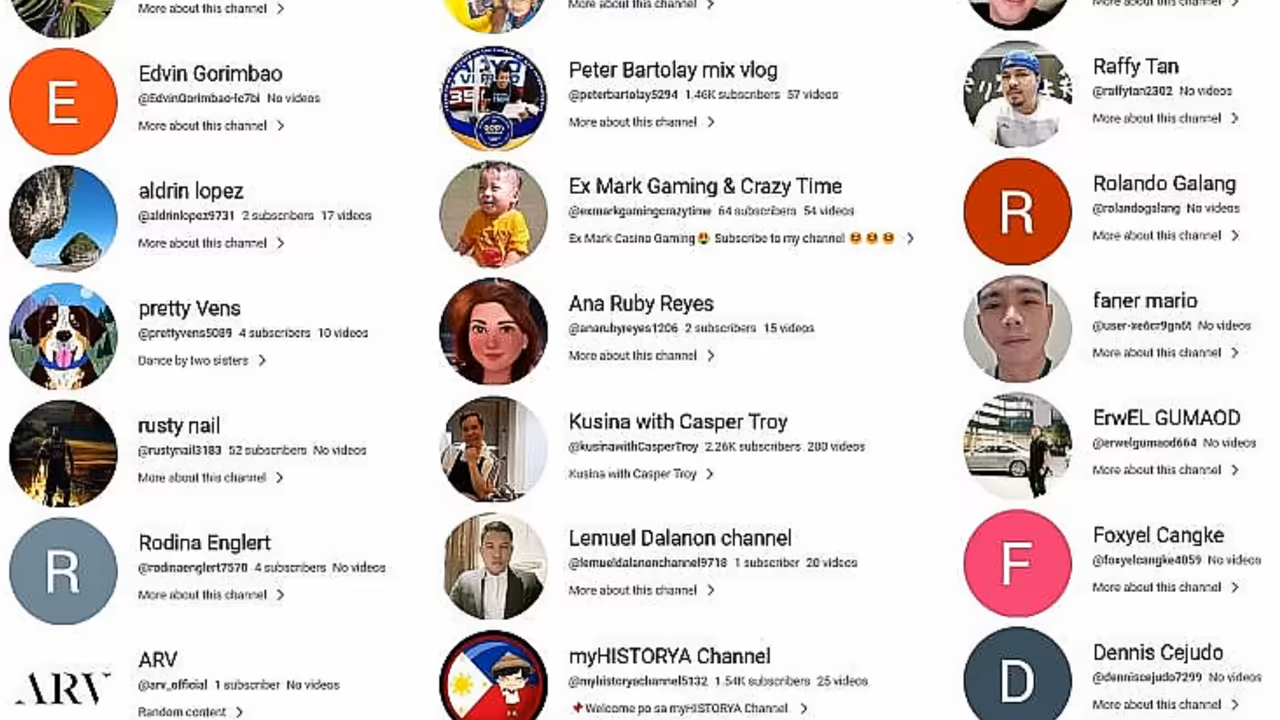 More about this channel
E
Edvin Gorimbao
No videos
More about this channel
aldrin lopez
@aldrinlopez9731 2 subscribers 17 videos
More about this channel
pretty Vens
@prettyvens5089 4 subscribers 10 videos
Dance by two sisters
rusty nail
@rustynail3183 52 subscribers No videos
More about this channel
R
Rodina Englert
@rodinaenglert7570 4 subscribers No videos
More about this channel
ARV
ARV
@arv_official 1 subscriber No videos
Random content
More about this channel
Peter Bartolay mix vlog
@peterbartolay5294 1.46K subscribers 57 videos
More about this channel
Ex Mark Gaming & Crazy Time
@exmarkgamingcrazytime 64 subscribers 54 videos
Ex Mark Casino Gaming Subscribe to my channel
Ana Ruby Reyes
@anarubyreyes1206 2 subscribers 15 videos
More about this channel
Kusina with Casper Troy
@kusinawithCasperTroy 2.26K subscribers 200 videos
Kusina with Casper Troy
Lemuel Dalanon channel
@lemueldalanonchannel9718 1 subscriber 20 videos
More about this channel
myHISTORYA Channel
@myhistoryachannel5132 1.54K subscribers 25 videos
📌Welcome po sa myHISTORYA Channel
More about this channel
Raffy Tan
@raffytan2302 No videos
More about this channel
R
Rolando Galang
@rolandogalang No videos
More about this channel
faner mario
No videos
More about this channel
ErwEL GUMAOD
@erwelgumaod664 No videos
More about this channel
F
Foxyel Cangke
@foxyelcangke4059 No videos
More about this channel
D
Dennis Cejudo
@denniscejudo7299 No videos
More about this channel